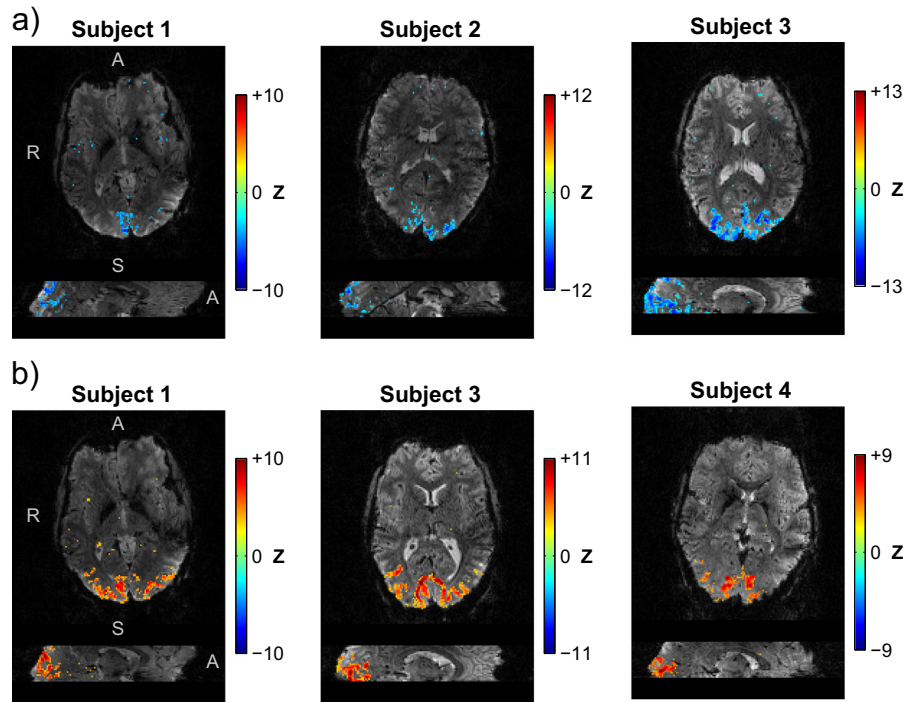 a)
Subject 1
Subject 2
Subject 3
A
R
S
A
+10
0 Z
−10
+12
0 Z
−12
+13
0 Z
−13
b)
Subject 1
Subject 3
Subject 4
A
R
S
A
+10
0 Z
−10
+11
0 Z
−11
+9
0 Z
−9